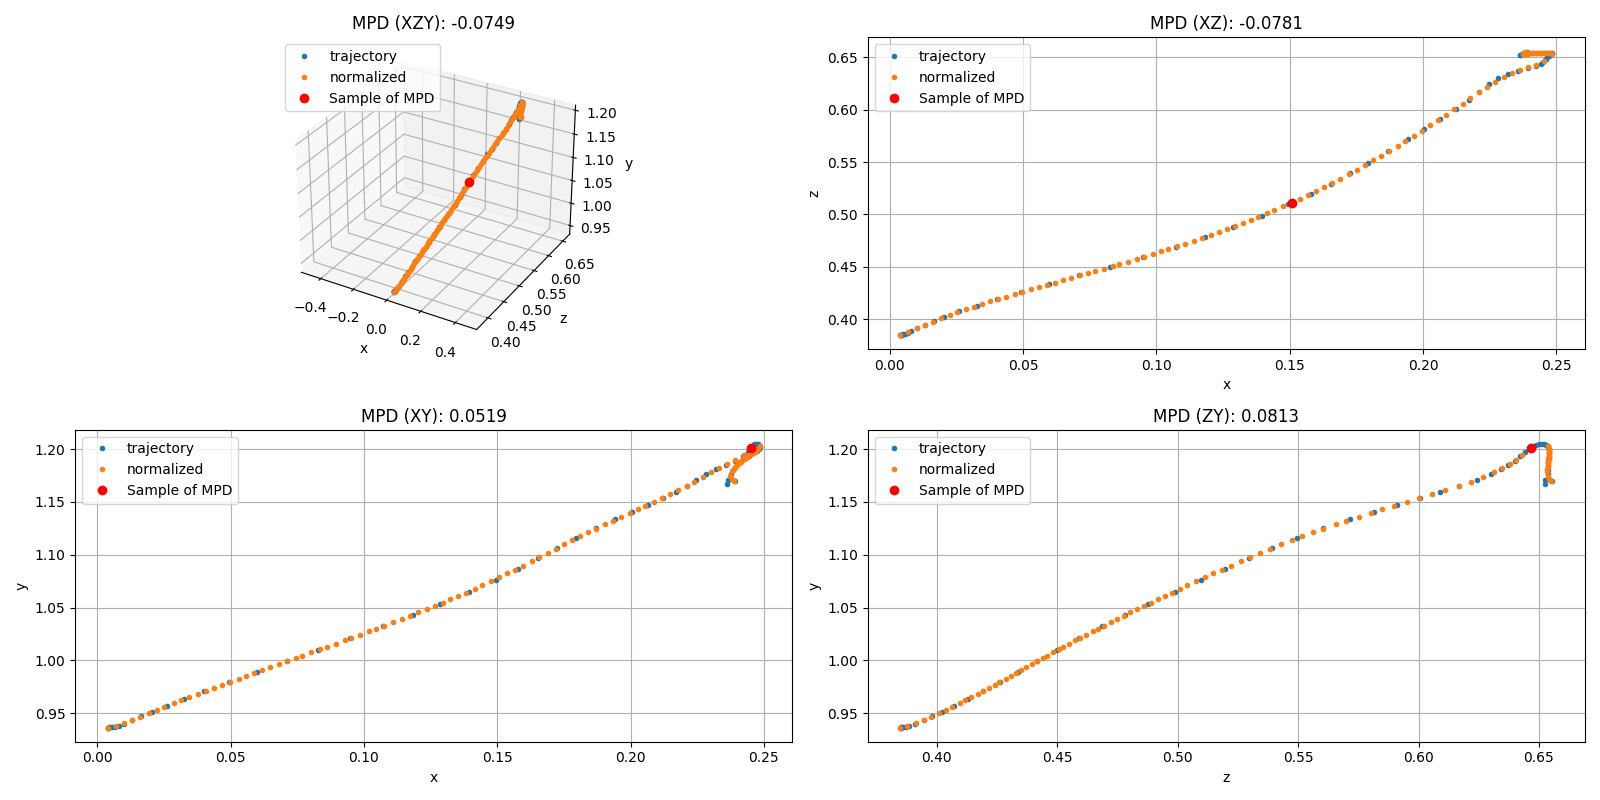 MPD (XZY): -0.0749
trajectory
normalized
Sample of MPD
1.20
1.15
1.10
1.05
1.00
0.95
y
0.65
0.60
0.55
0.50
0.45
0.40
z
−0.4
−0.2
0.0
0.2
0.4
x
MPD (XZ): -0.0781
trajectory
normalized
Sample of MPD
0.65
0.60
0.55
0.50
0.45
0.40
z
0.00 0.05 0.10 0.15 0.20 0.25
x
MPD (XY): 0.0519
trajectory
normalized
Sample of MPD
1.20
1.15
1.10
1.05
1.00
0.95
y
0.00 0.05 0.10 0.15 0.20 0.25
x
MPD (ZY): 0.0813
trajectory
normalized
Sample of MPD
1.20
1.15
1.10
1.05
1.00
0.95
y
0.40 0.45 0.50 0.55 0.60 0.65
z